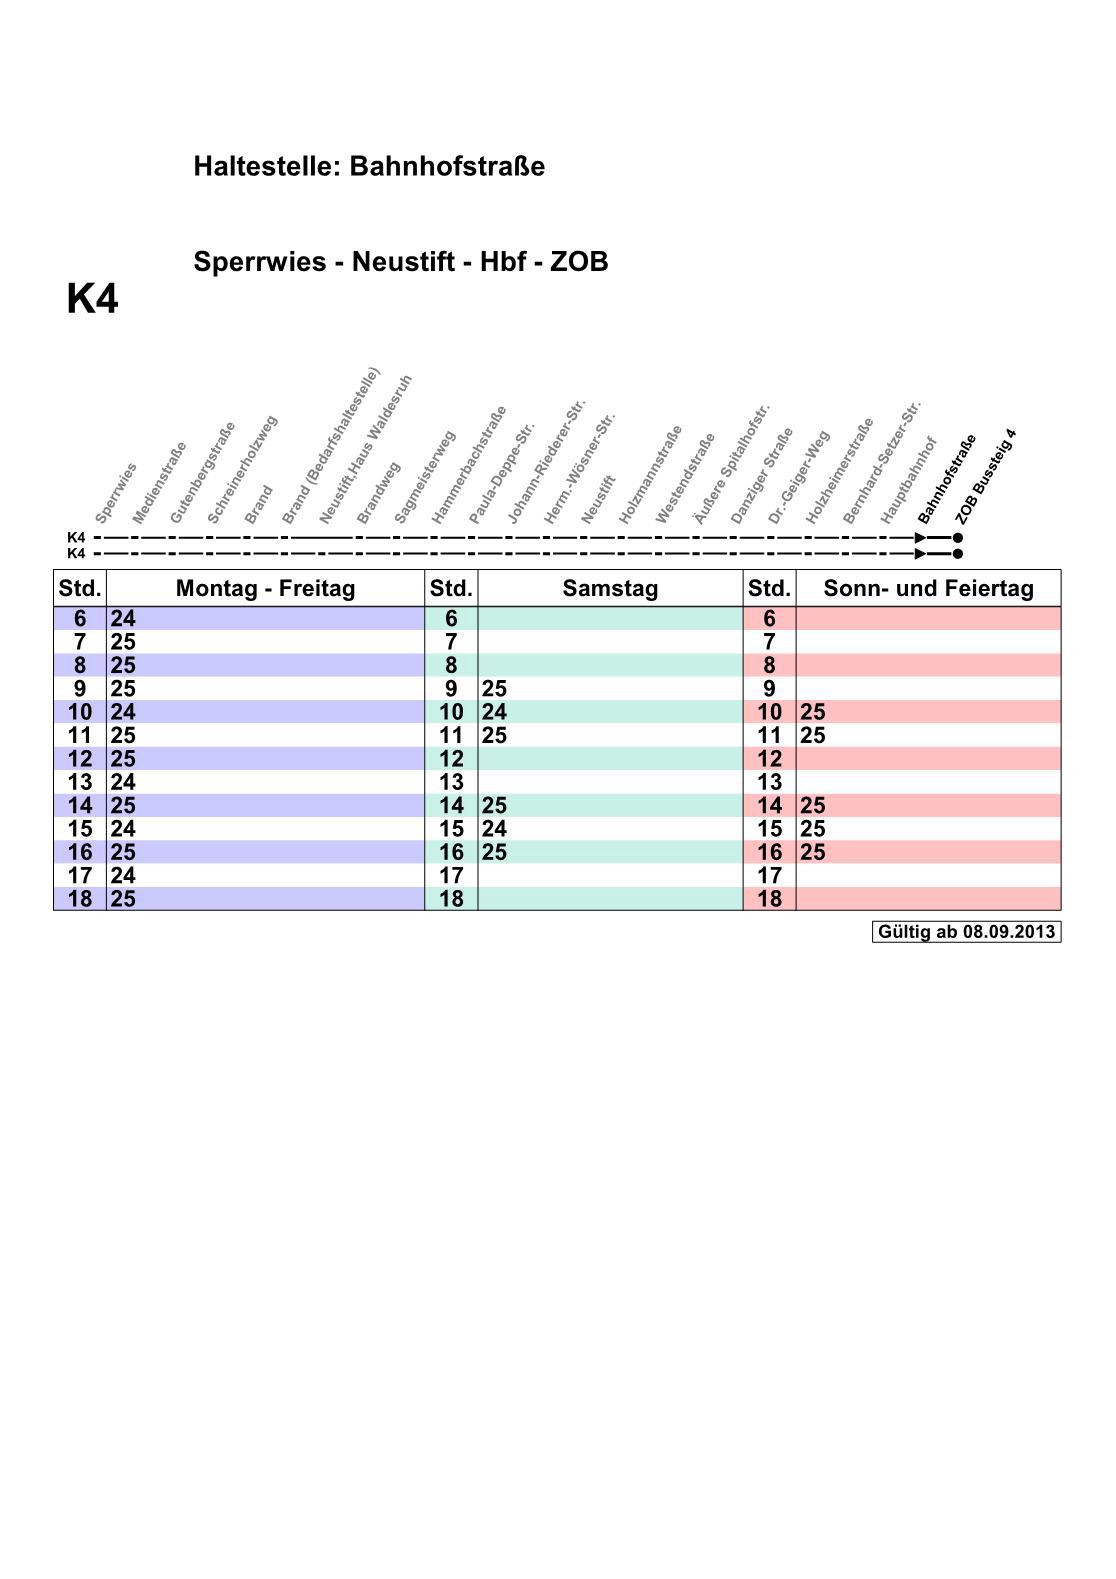 Haltestelle: Bahnhofstraße
Sperrwies - Neustift - Hbf - ZOB
K4
Sperrwies
Medienstraße
Gutenbergstraße
Schreinerholzweg
Brand
Brand (Bedarfshaltestelle)
Neustift,Haus Waldesruh
Brandweg
Sagmeisterweg
Hammerbachstraße
Paula-Deppe-Str.
Johann-Riederer-Str.
Herm.-Wösner-Str.
Neustift
Holzmannstraße
Westendstraße
Äußere Spitalhofstr.
Danziger Straße
Dr.-Geiger-Weg
Holzheimerstraße
Bernhard-Setzer-Str.
Hauptbahnhof
Bahnhofstraße
ZOB Bussteig 4
K4
K4
Std. Montag - Freitag Std. Samstag Std. Sonn- und Feiertag
6 24 6 6
7 25 7 7
8 25 8 8
9 25 9 25 9
10 24 10 24 10 25
11 25 11 25 11 25
12 25 12 12
13 24 13 13
14 25 14 25 14 25
15 24 15 24 15 25
16 25 16 25 16 25
17 24 17 17
18 25 18 18
Gültig ab 08.09.2013